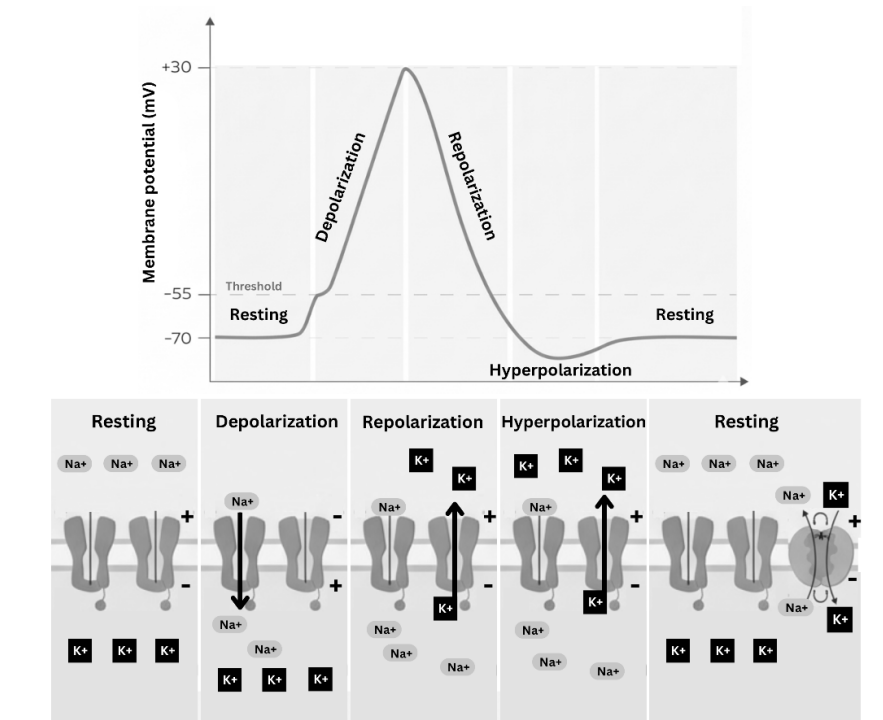 +30
Membrane potential (mV)
Depolarization
Repolarization
Threshold
-55
Resting
Resting
-70
Hyperpolarization
Resting
Depolarization
Repolarization
Hyperpolarization
Resting
Na+ Na+ Na+
+
-
K+ K+ K+
Na+
-
+
Na+
Na+
K+ K+ K+
K+
K+
Na+
+
-
K+
Na+
Na+
Na+
K+ K+
K+
Na+
+
-
K+
Na+
Na+
Na+
Na+ Na+ Na+
Na+ K+
+
-
Na+
K+
K+ K+ K+